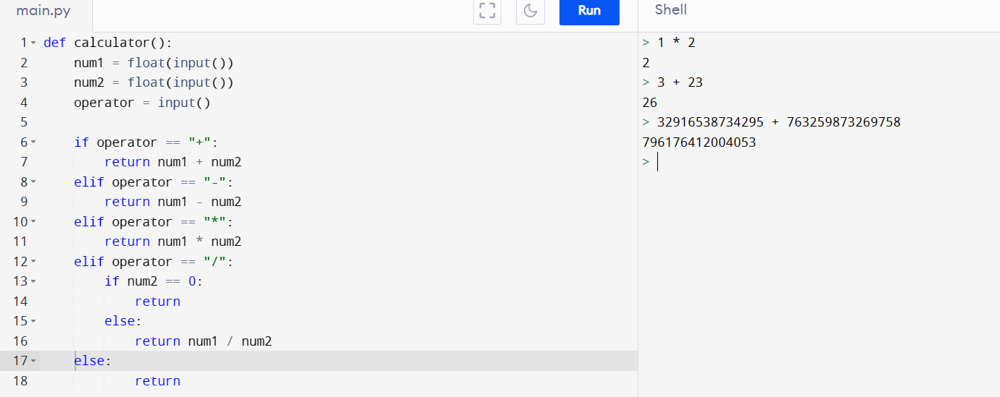 main.py
Run
Shell
1 def calculator():
2     num1 = float(input())
3     num2 = float(input())
4     operator = input()
5
6     if operator == "+":
7         return num1 + num2
8     elif operator == "-":
9         return num1 - num2
10     elif operator == "*":
11         return num1 * num2
12     elif operator == "/":
13         if num2 == 0:
14             return
15         else:
16             return num1 / num2
17     else:
18             return
> 1 * 2
2
> 3 + 23
26
> 32916538734295 + 763259873269758
796176412004053
>